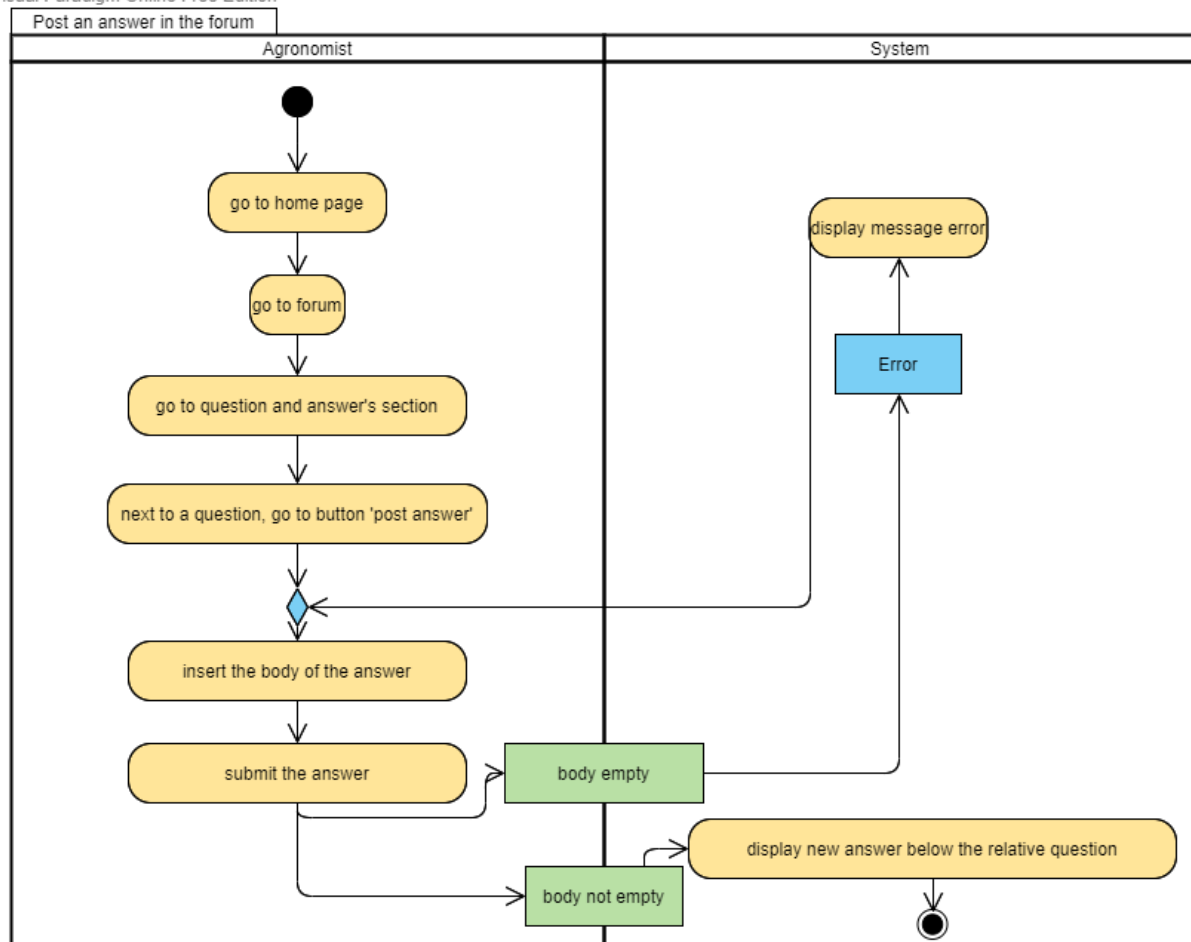 Post an answer in the forum
Agronomist
System
go to home page
display message error
go to forum
Error
go to question and answer's section
next to a question, go to button 'post answer'
insert the body of the answer
submit the answer
body empty
display new answer below the relative question
body not empty